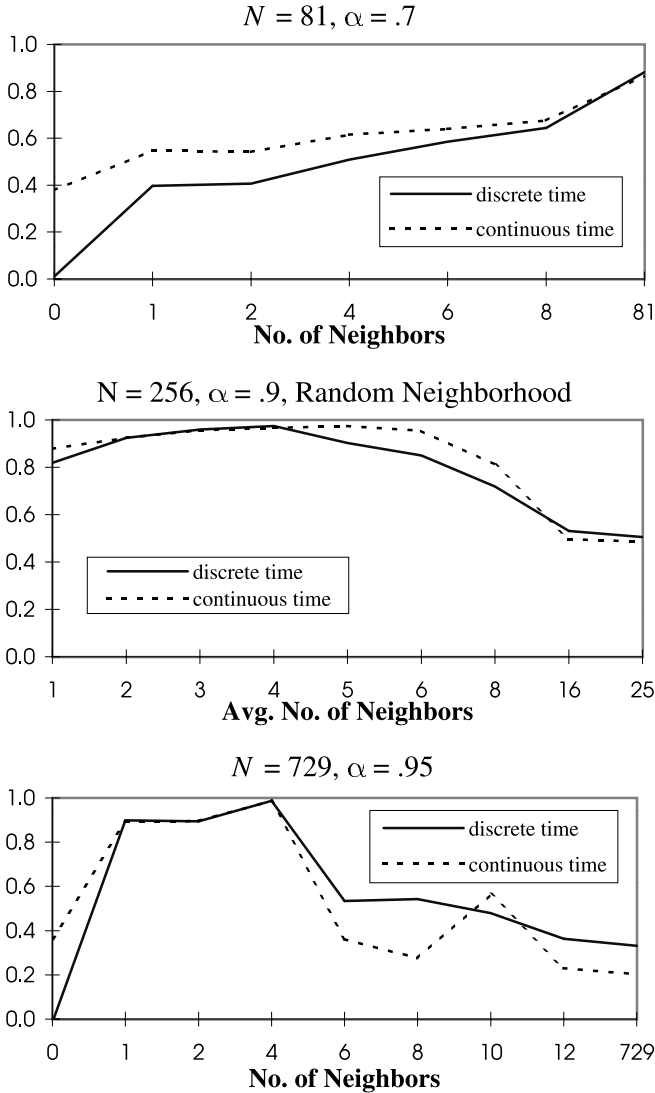 N = 81, α = .7
1.0
0.8
0.6
0.4
0.2
0.0
discrete time
continuous time
0 1 2 4 6 8 81
No. of Neighbors
N = 256, α = .9, Random Neighborhood
1.0
0.8
0.6
0.4
0.2
0.0
discrete time
continuous time
1 2 3 4 5 6 8 16 25
Avg. No. of Neighbors
N = 729, α = .95
1.0
0.8
0.6
0.4
0.2
0.0
discrete time
continuous time
0 1 2 4 6 8 10 12 729
No. of Neighbors